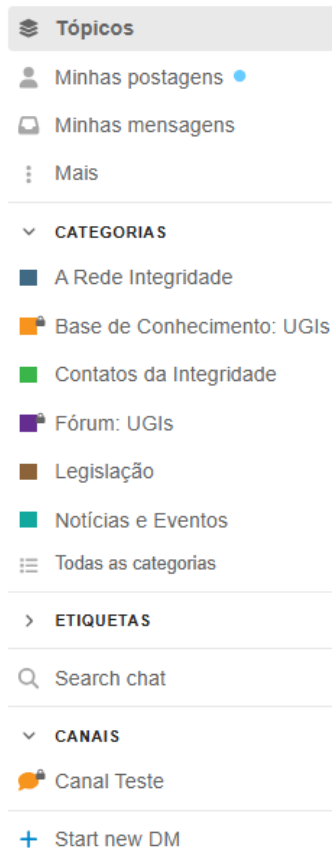 Tópicos
Minhas postagens
Minhas mensagens
Mais
CATEGORIAS
A Rede Integridade
Base de Conhecimento: UGIs
Contatos da Integridade
Fórum: UGIs
Legislação
Notícias e Eventos
Todas as categorias
ETIQUETAS
Search chat
CANAIS
Canal Teste
Start new DM